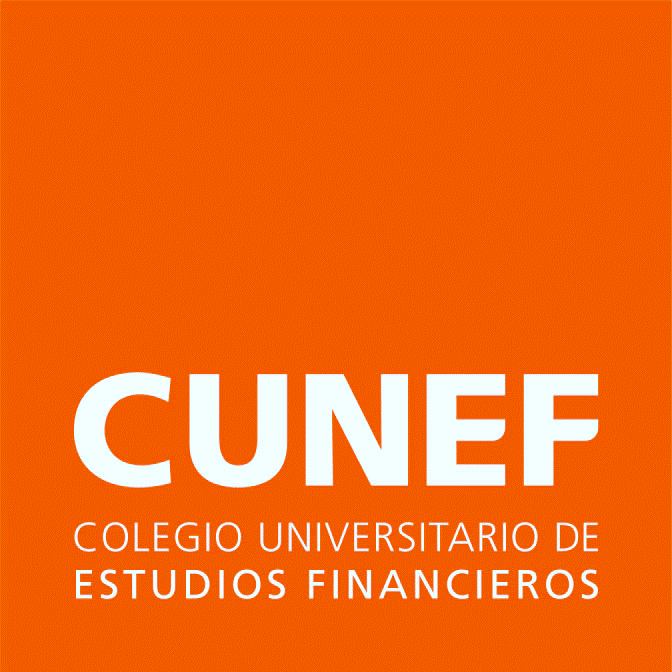 CUNEF
COLEGIO UNIVERSITARIO DE
ESTUDIOS FINANCIEROS